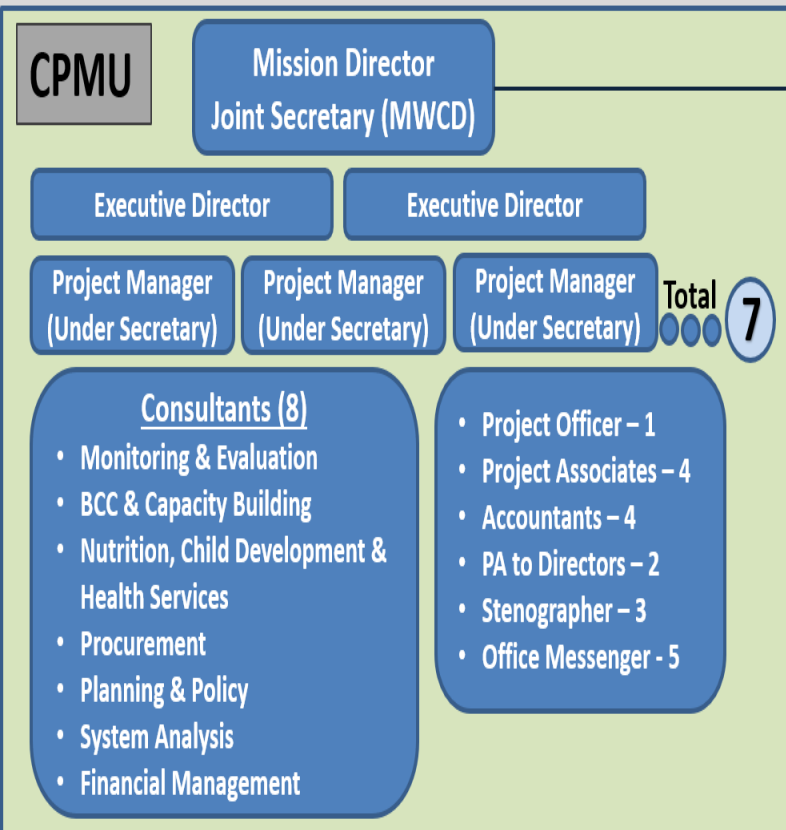 CPMU
Mission Director
Joint Secretary (MWCD)
Executive Director
Executive Director
Project Manager
(Under Secretary)
Project Manager
(Under Secretary)
Project Manager
(Under Secretary)
Total
7
Consultants (8)
• Monitoring & Evaluation
• BCC & Capacity Building
• Nutrition, Child Development &
Health Services
• Procurement
• Planning & Policy
• System Analysis
• Financial Management
• Project Officer – 1
• Project Associates – 4
• Accountants – 4
• PA to Directors – 2
• Stenographer – 3
• Office Messenger - 5